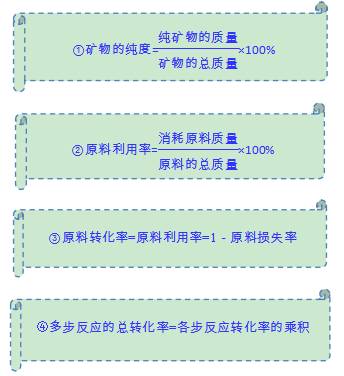 ①矿物的纯度=纯矿物的质量/矿物的总质量×100%
②原料利用率=消耗原料质量/原料的总质量×100%
③原料转化率=原料利用率=1-原料损失率
④多步反应的总转化率=各步反应转化率的乘积